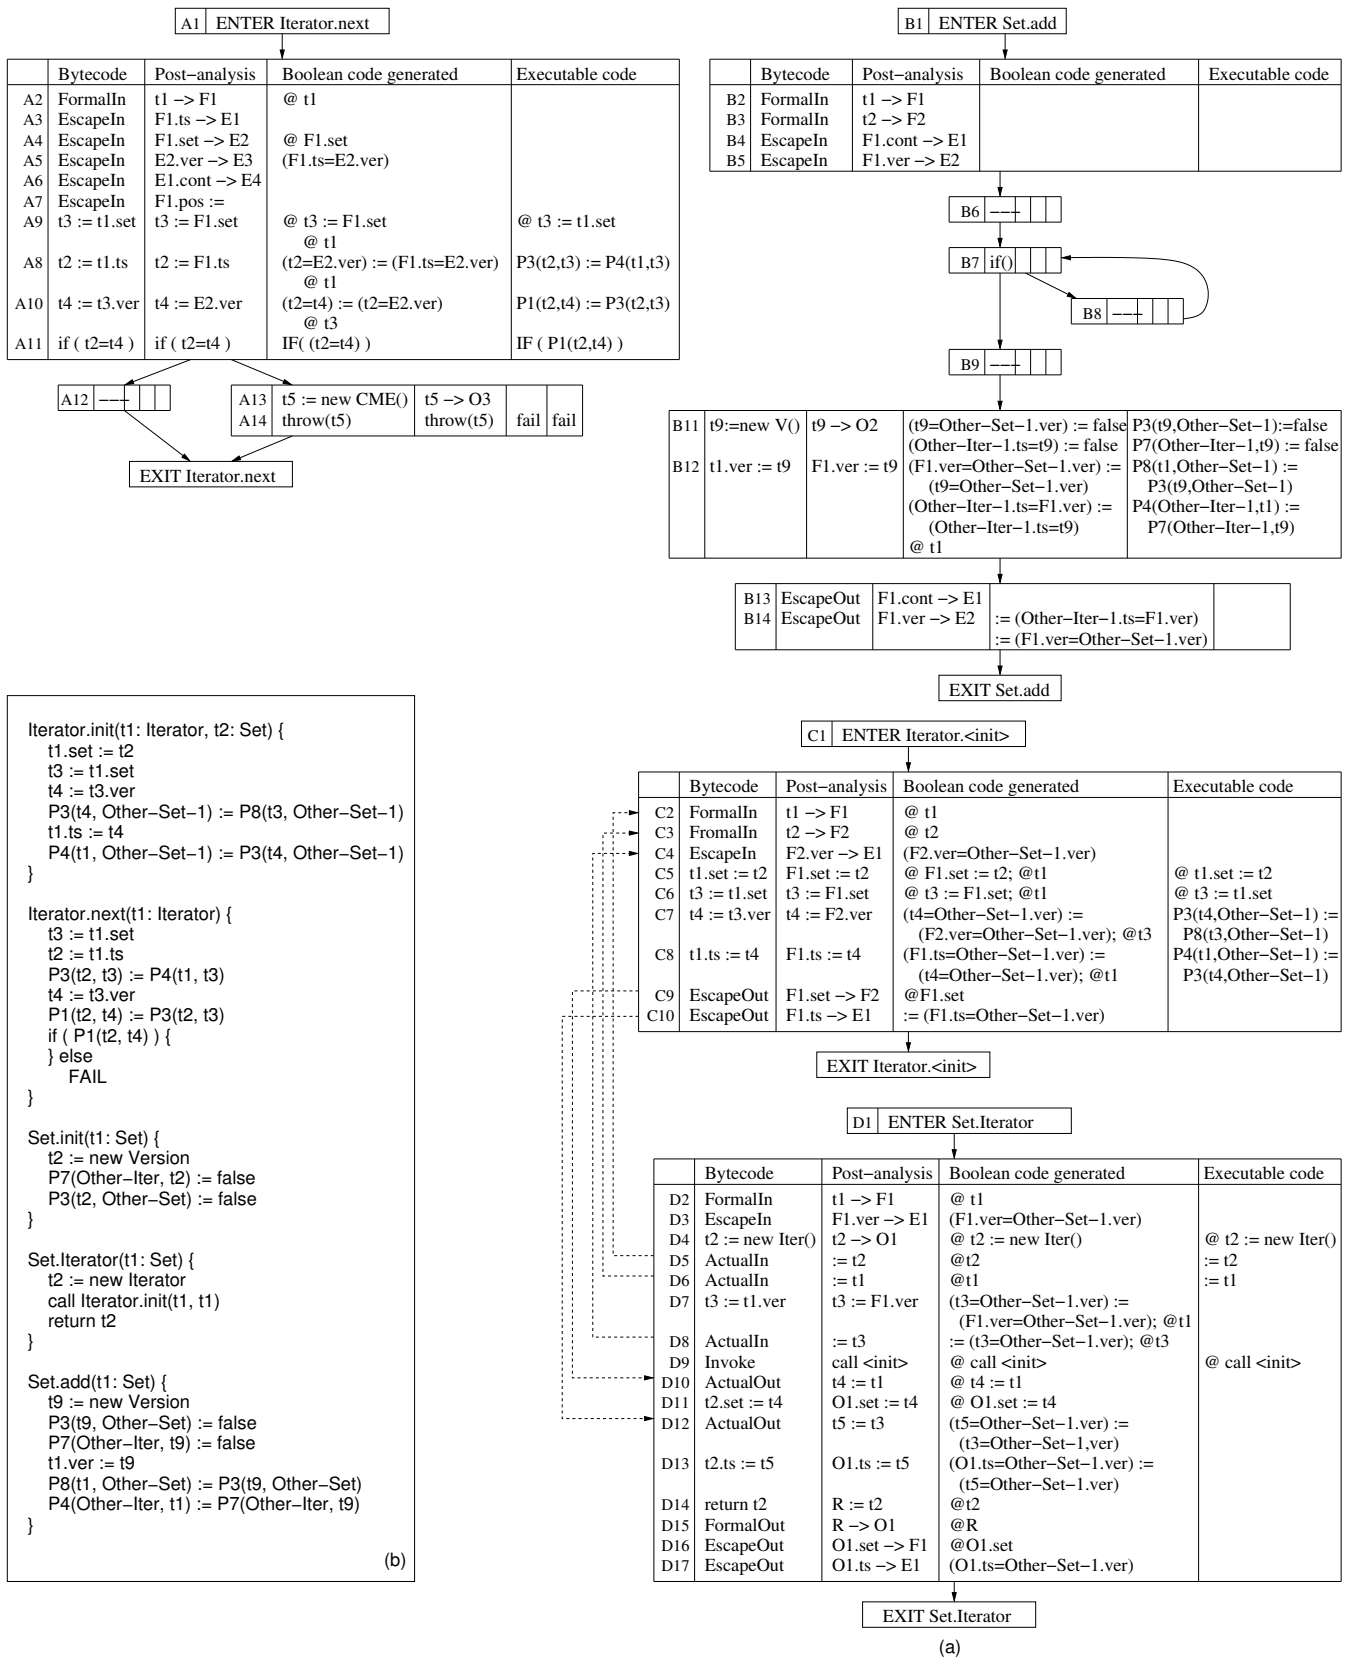 A1 ENTER Iterator.next
Bytecode Post−analysis Boolean code generated Executable code
A2 FormalIn t1 −> F1 @ t1
A3 EscapeIn F1.ts −> E1
A4 EscapeIn F1.set −> E2 @ F1.set
A5 EscapeIn E2.ver −> E3 (F1.ts=E2.ver)
A6 EscapeIn E1.cont −> E4
A7 EscapeIn F1.pos :=
A9 t3 := t1.set t3 := F1.set @ t3 := F1.set @ t3 := t1.set
@ t1
A8 t2 := t1.ts t2 := F1.ts (t2=E2.ver) := (F1.ts=E2.ver) P3(t2,t3) := P4(t1,t3)
@ t1
A10 t4 := t3.ver t4 := E2.ver (t2=t4) := (t2=E2.ver) P1(t2,t4) := P3(t2,t3)
@ t3
A11 if ( t2=t4 ) if ( t2=t4 ) IF( (t2=t4) ) IF ( P1(t2,t4) )
A12 −−−
A13 t5 := new CME() t5 −> O3
A14 throw(t5) throw(t5) fail fail
EXIT Iterator.next
B1 ENTER Set.add
Bytecode Post−analysis Boolean code generated Executable code
B2 FormalIn t1 −> F1
B3 FormalIn t2 −> F2
B4 EscapeIn F1.cont −> E1
B5 EscapeIn F1.ver −> E2
B6 −−−
B7 if()
B8 −−−
B9 −−−
B11 t9:=new V() t9 −> O2 (t9=Other−Set−1.ver) := false P3(t9,Other−Set−1):=false
(Other−Iter−1.ts=t9) := false P7(Other−Iter−1,t9) := false
B12 t1.ver := t9 F1.ver := t9 (F1.ver=Other−Set−1.ver) := P8(t1,Other−Set−1) :=
(t9=Other−Set−1.ver) P3(t9,Other−Set−1)
(Other−Iter−1.ts=F1.ver) := P4(Other−Iter−1,t1) :=
(Other−Iter−1.ts=t9) P7(Other−Iter−1,t9)
@ t1
B13 EscapeOut F1.cont −> E1
B14 EscapeOut F1.ver −> E2 := (Other−Iter−1.ts=F1.ver)
:= (F1.ver=Other−Set−1.ver)
EXIT Set.add
Iterator.init(t1: Iterator, t2: Set) {
t1.set := t2
t3 := t1.set
t4 := t3.ver
P3(t4, Other−Set−1) := P8(t3, Other−Set−1)
t1.ts := t4
P4(t1, Other−Set−1) := P3(t4, Other−Set−1)
}
Iterator.next(t1: Iterator) {
t3 := t1.set
t2 := t1.ts
P3(t2, t3) := P4(t1, t3)
t4 := t3.ver
P1(t2, t4) := P3(t2, t3)
if ( P1(t2, t4) ) {
} else
FAIL
}
Set.init(t1: Set) {
t2 := new Version
P7(Other−Iter, t2) := false
P3(t2, Other−Set) := false
}
Set.Iterator(t1: Set) {
t2 := new Iterator
call Iterator.init(t1, t1)
return t2
}
Set.add(t1: Set) {
t9 := new Version
P3(t9, Other−Set) := false
P7(Other−Iter, t9) := false
t1.ver := t9
P8(t1, Other−Set) := P3(t9, Other−Set)
P4(Other−Iter, t1) := P7(Other−Iter, t9)
}
(b)
C1 ENTER Iterator.<init>
Bytecode Post−analysis Boolean code generated Executable code
C2 FormalIn t1 −> F1 @ t1
C3 FromalIn t2 −> F2 @ t2
C4 EscapeIn F2.ver −> E1 (F2.ver=Other−Set−1.ver)
C5 t1.set := t2 F1.set := t2 @ F1.set := t2; @t1 @ t1.set := t2
C6 t3 := t1.set t3 := F1.set @ t3 := F1.set; @t1 @ t3 := t1.set
C7 t4 := t3.ver t4 := F2.ver (t4=Other−Set−1.ver) := P3(t4,Other−Set−1) :=
(F2.ver=Other−Set−1.ver); @t3 P8(t3,Other−Set−1)
C8 t1.ts := t4 F1.ts := t4 (F1.ts=Other−Set−1.ver) := P4(t1,Other−Set−1) :=
(t4=Other−Set−1.ver); @t1 P3(t4,Other−Set−1)
C9 EscapeOut F1.set −> F2 @F1.set
C10 EscapeOut F1.ts −> E1 := (F1.ts=Other−Set−1.ver)
EXIT Iterator.<init>
D1 ENTER Set.Iterator
Bytecode Post−analysis Boolean code generated Executable code
D2 FormalIn t1 −> F1 @ t1
D3 EscapeIn F1.ver −> E1 (F1.ver=Other−Set−1.ver)
D4 t2 := new Iter() t2 −> O1 @ t2 := new Iter() @ t2 := new Iter()
D5 ActualIn := t2 @t2 := t2
D6 ActualIn := t1 @t1 := t1
D7 t3 := t1.ver t3 := F1.ver (t3=Other−Set−1.ver) :=
(F1.ver=Other−Set−1.ver); @t1
D8 ActualIn := t3 := (t3=Other−Set−1.ver); @t3
D9 Invoke call <init> @ call <init> @ call <init>
D10 ActualOut t4 := t1 @ t4 := t1
D11 t2.set := t4 O1.set := t4 @ O1.set := t4
D12 ActualOut t5 := t3 (t5=Other−Set−1.ver) :=
(t3=Other−Set−1,ver)
D13 t2.ts := t5 O1.ts := t5 (O1.ts=Other−Set−1.ver) :=
(t5=Other−Set−1.ver)
D14 return t2 R := t2 @t2
D15 FormalOut R −> O1 @R
D16 EscapeOut O1.set −> F1 @O1.set
D17 EscapeOut O1.ts −> E1 (O1.ts=Other−Set−1.ver)
EXIT Set.Iterator
(a)